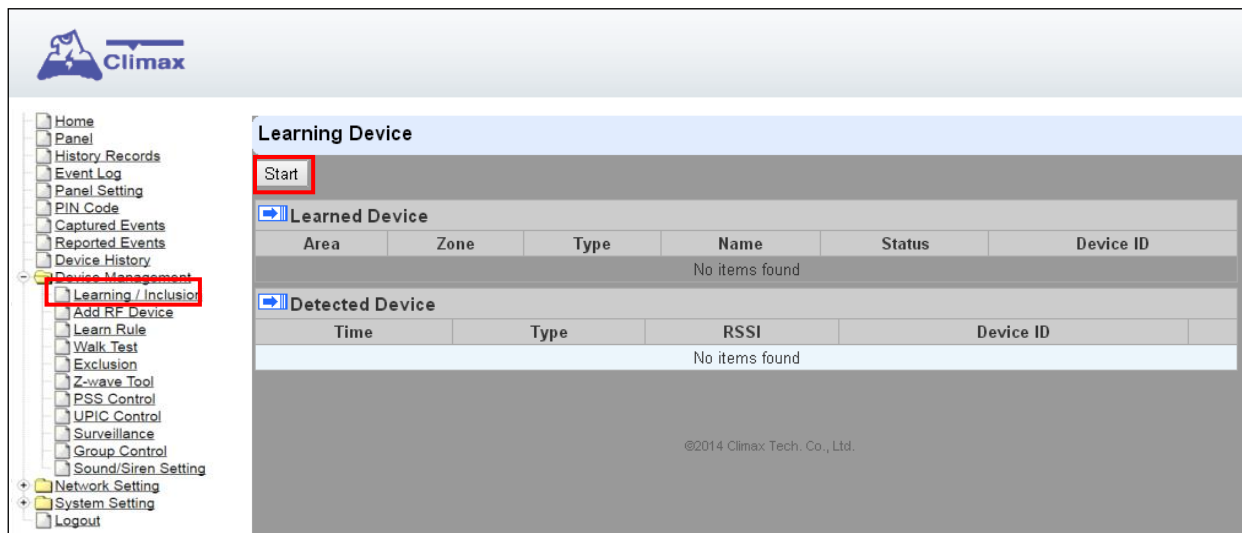 Climax
Home
Panel
History Records
Event Log
Panel Setting
PIN Code
Captured Events
Reported Events
Device History
Device Management
Learning / Inclusion
Add RF Device
Learn Rule
Walk Test
Exclusion
Z-wave Tool
PSS Control
UPIC Control
Surveillance
Group Control
Sound/Siren Setting
Network Setting
System Setting
Logout
Learning Device
Start
Learned Device
Area Zone Type Name Status Device ID
No items found
Detected Device
Time Type RSSI Device ID
No items found
©2014 Climax Tech. Co., Ltd.